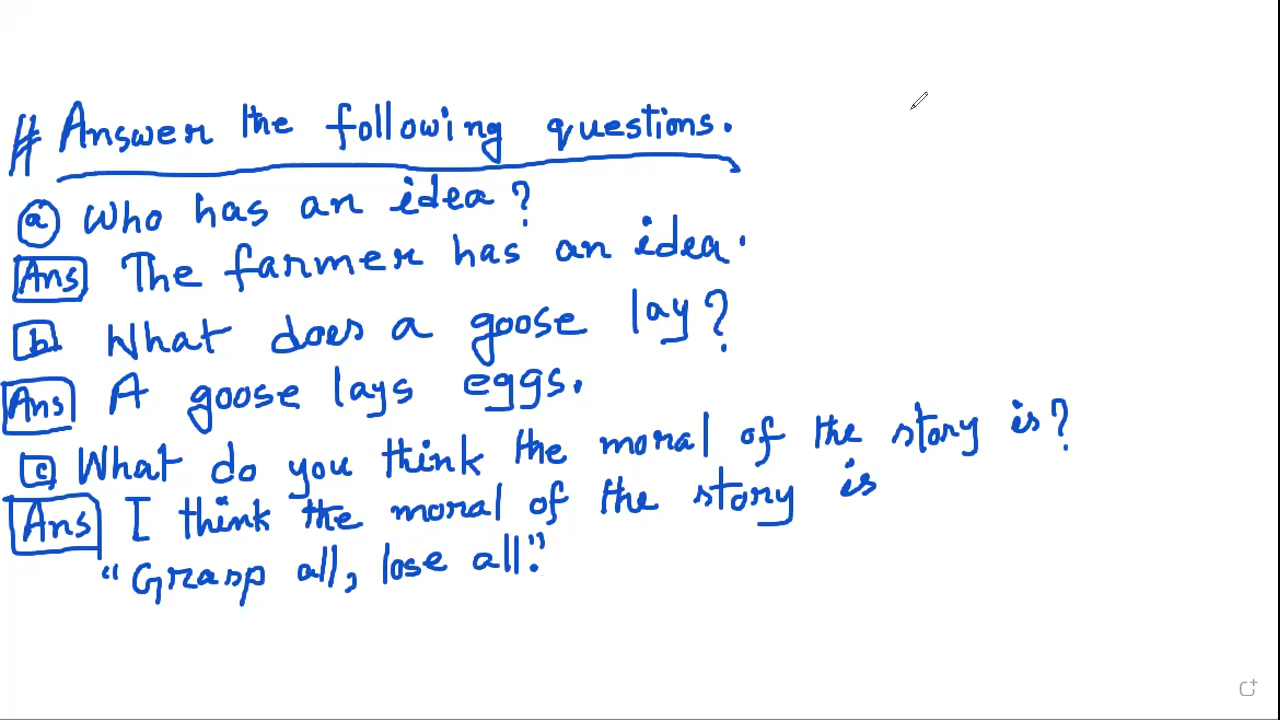 # Answer the following questions.
a Who has an idea?
Ans The farmer has an idea.
b What does a goose lay?
Ans A goose lays eggs.
c What do you think the moral of the story is?
Ans I think the moral of the story is
"Grasp all, lose all."